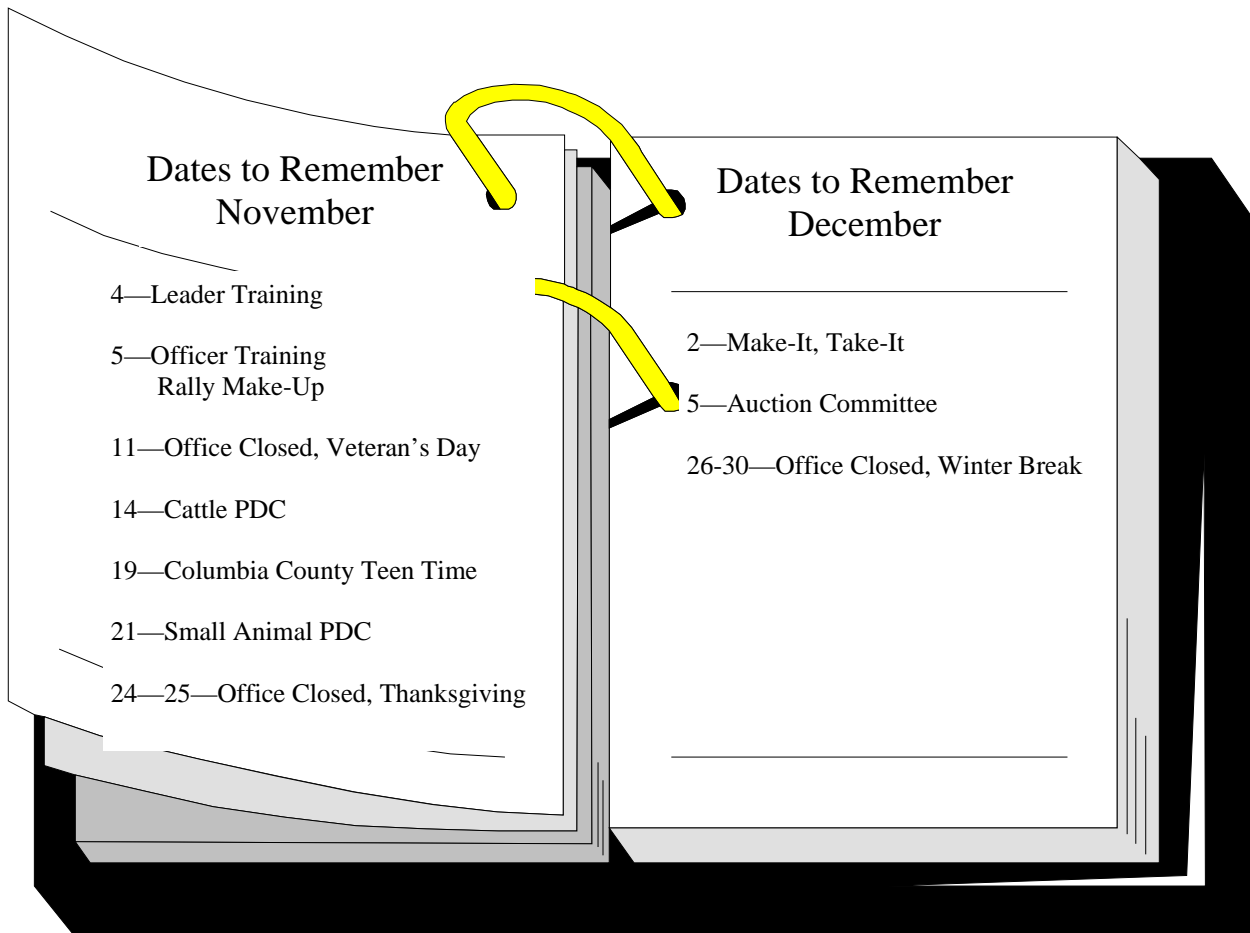 Dates to Remember
November
4—Leader Training
5—Officer Training
Rally Make-Up
11—Office Closed, Veteran’s Day
14—Cattle PDC
19—Columbia County Teen Time
21—Small Animal PDC
24—25—Office Closed, Thanksgiving
Dates to Remember
December
2—Make-It, Take-It
5—Auction Committee
26-30—Office Closed, Winter Break